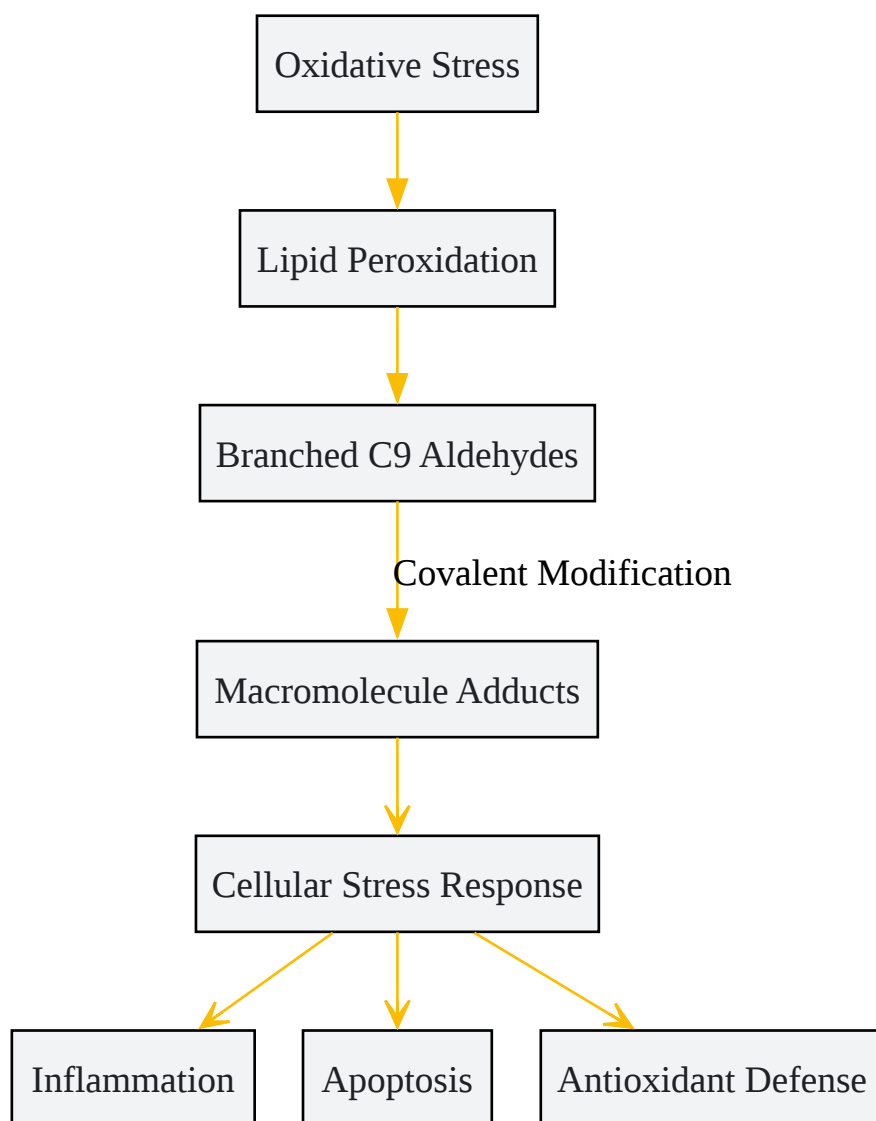 Oxidative Stress
Lipid Peroxidation
Branched C9 Aldehydes
Covalent Modification
Macromolecule Adducts
Cellular Stress Response
Inflammation
Apoptosis
Antioxidant Defense